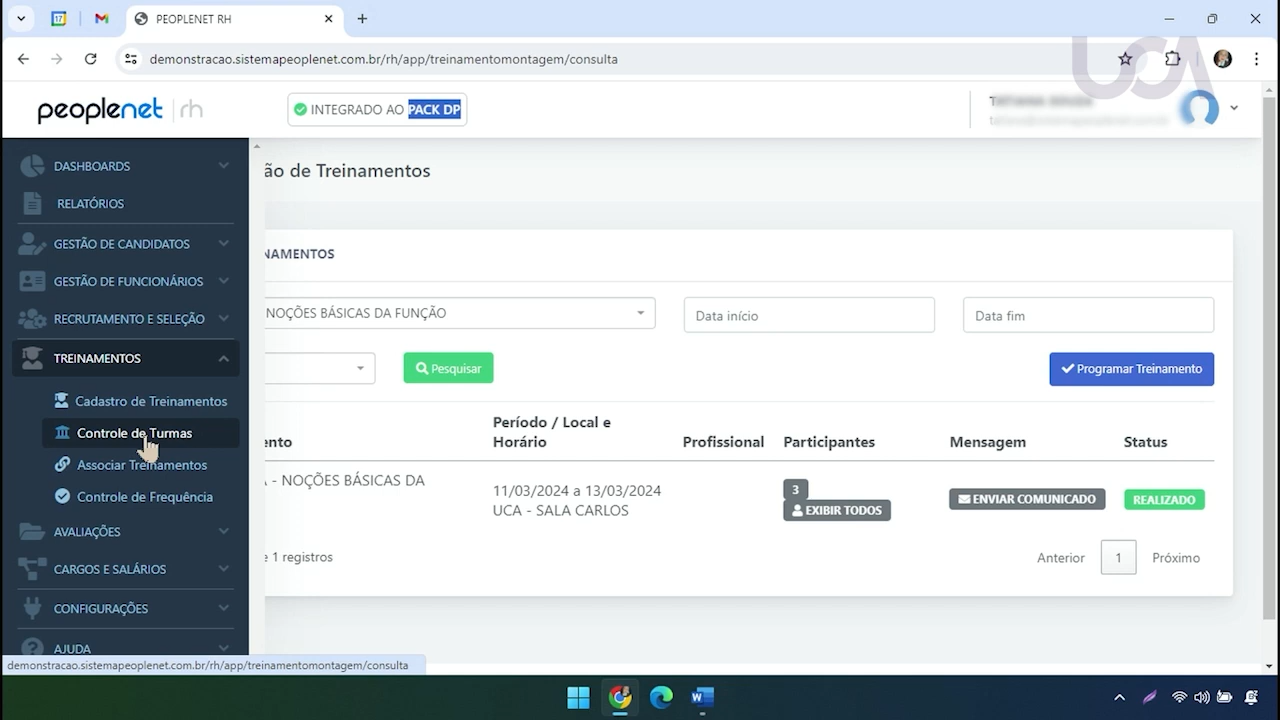 PEOPLENET RH
demonstracao.sistemapeoplenet.com.br/rh/app/treinamentomontagem/consulta
UCA
peoplenet rh
INTEGRADO AO PACK DP
DASHBOARDS
RELATÓRIOS
GESTÃO DE CANDIDATOS
GESTÃO DE FUNCIONÁRIOS
RECRUTAMENTO E SELEÇÃO
TREINAMENTOS
Cadastro de Treinamentos
Controle de Turmas
Associar Treinamentos
Controle de Frequência
AVALIAÇÕES
CARGOS E SALÁRIOS
CONFIGURAÇÕES
AJUDA
ão de Treinamentos
NAMENTOS
NOÇÕES BÁSICAS DA FUNÇÃO
Data início
Data fim
Pesquisar
Programar Treinamento
ento
Período / Local e
Horário
Profissional
Participantes
Mensagem
Status
A - NOÇÕES BÁSICAS DA
11/03/2024 a 13/03/2024
UCA - SALA CARLOS
3
EXIBIR TODOS
ENVIAR COMUNICADO
REALIZADO
e 1 registros
Anterior
1
Próximo
demonstracao.sistemapeoplenet.com.br/rh/app/treinamentomontagem/consulta